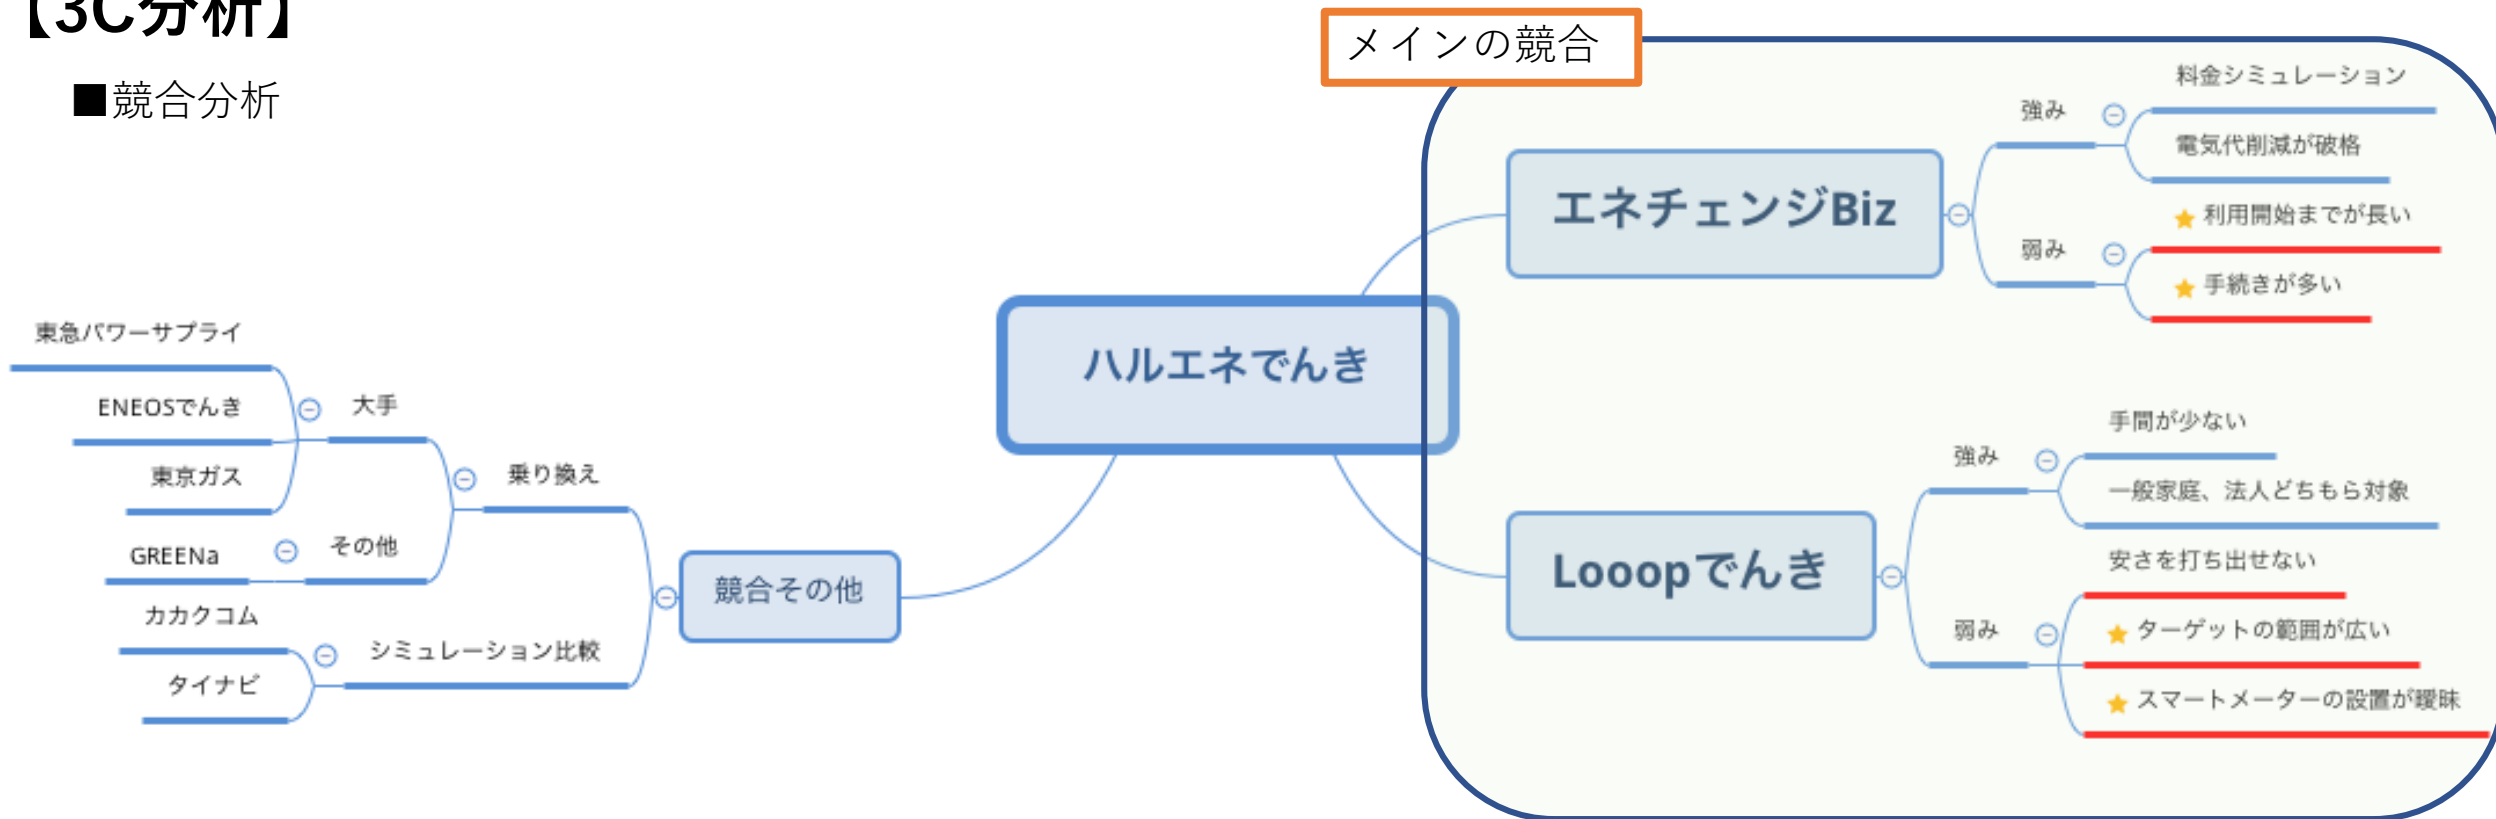 【3C分析】
■競合分析
メインの競合
ハルエネでんき
エネチェンジBiz
強み
料金シミュレーション
電気代削減が破格
弱み
利用開始までが長い
手続きが多い
Looopでんき
強み
手間が少ない
一般家庭、法人どちもら対象
弱み
安さを打ち出せない
ターゲットの範囲が広い
スマートメーターの設置が曖昧
競合その他
乗り換え
大手
東急パワーサプライ
ENEOSでんき
東京ガス
その他
GREENa
シミュレーション比較
カカクコム
タイナビ